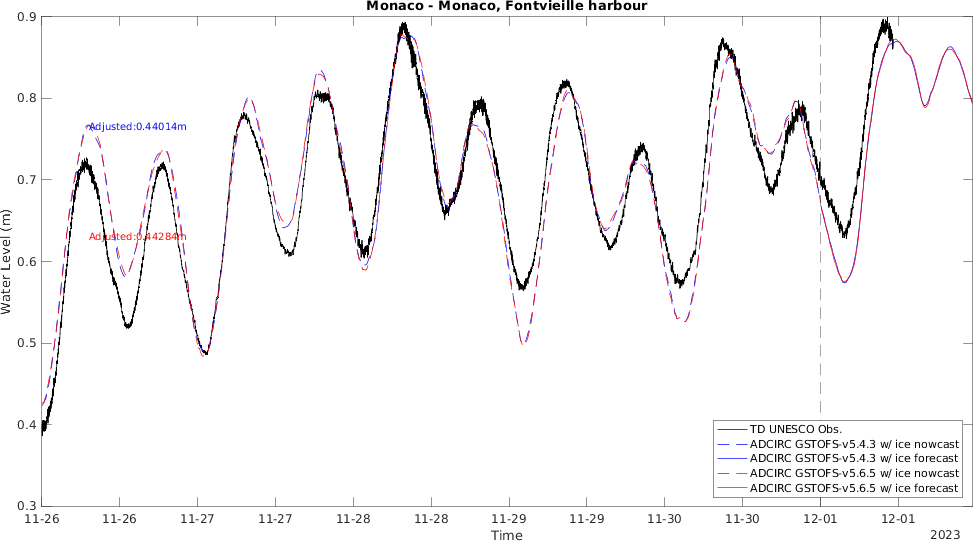 Monaco - Monaco, Fontvieille harbour
0.9
0.8
0.7
0.6
0.5
0.4
0.3
Water Level (m)
Adjusted:0.44014m
Adjusted:0.44284m
TD UNESCO Obs.
ADCIRC GSTOFS-v5.4.3 w/ ice nowcast
ADCIRC GSTOFS-v5.4.3 w/ ice forecast
ADCIRC GSTOFS-v5.6.5 w/ ice nowcast
ADCIRC GSTOFS-v5.6.5 w/ ice forecast
11-26 11-26 11-27 11-27 11-28 11-28 11-29 11-29 11-30 11-30 12-01 12-01
Time
2023